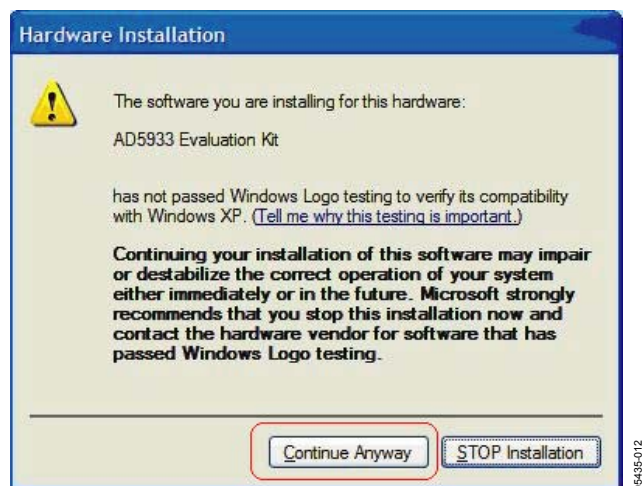 Hardware Installation
The software you are installing for this hardware:
AD5933 Evaluation Kit
has not passed Windows Logo testing to verify its compatibility
with Windows XP. (Tell me why this testing is important.)
Continuing your installation of this software may impair
or destabilize the correct operation of your system
either immediately or in the future. Microsoft strongly
recommends that you stop this installation now and
contact the hardware vendor for software that has
passed Windows Logo testing.
Continue Anyway
STOP Installation
5435-012